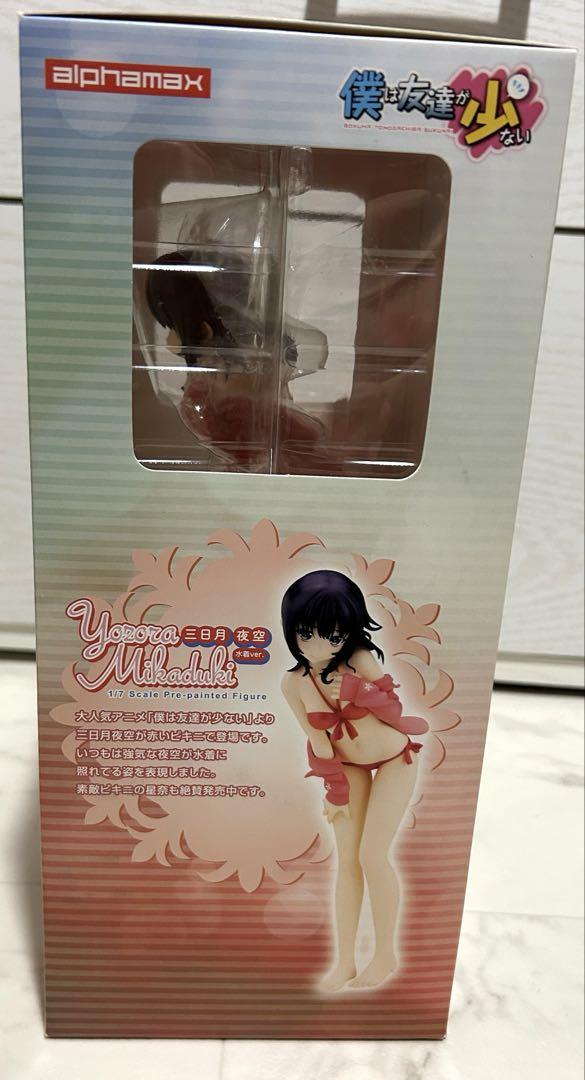 alphamax
僕は友達が少ない
BOKUHA TOMODACHIGA SUKUNAI
Yozora 三日月 夜空
Mikaduki 水着ver.
1/7 Scale Pre-painted Figure
大人気アニメ「僕は友達が少ない」より
三日月夜空が赤いビキニで登場です。
いつもは強気な夜空が水着に
照れてる姿を表現しました。
素敵ビキニの星奈も絶賛発売中です。